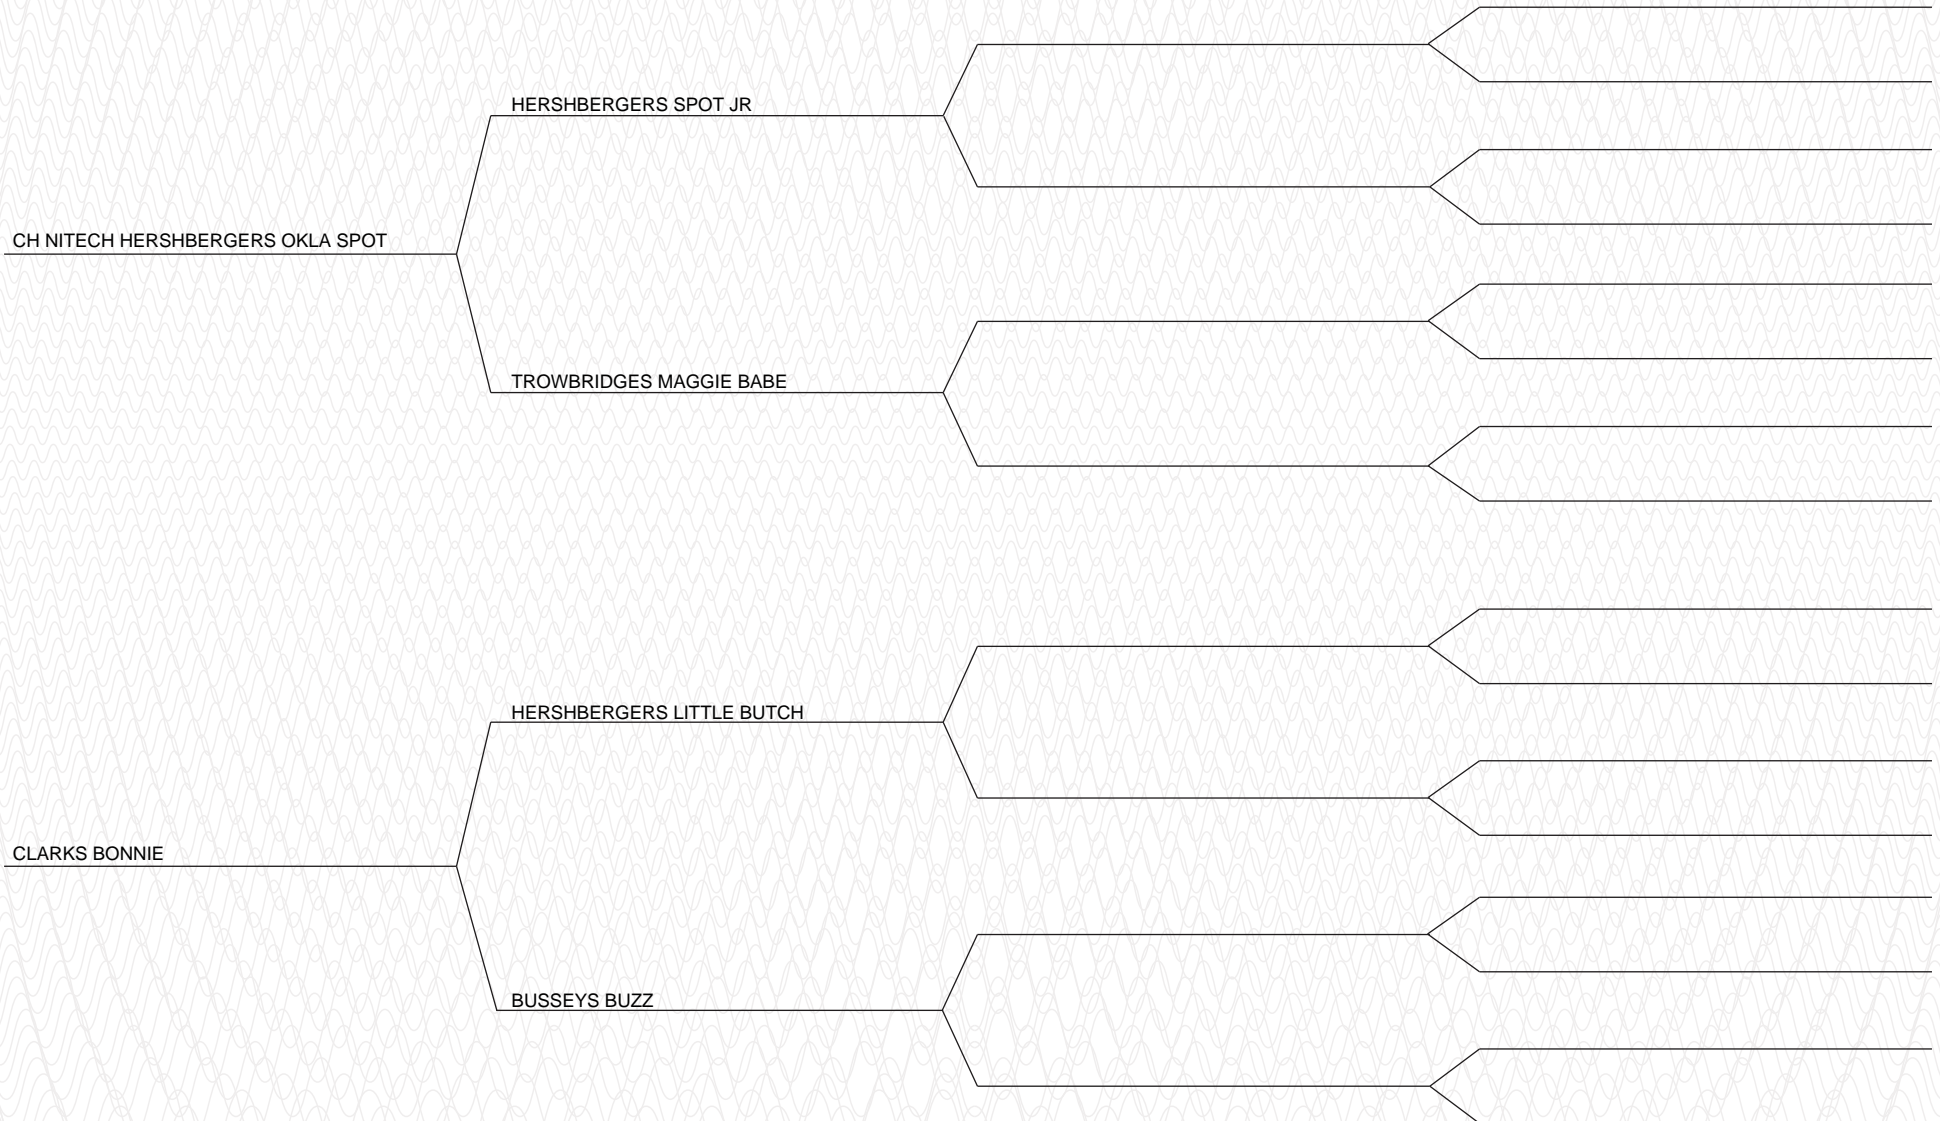 HERSHBERGERS SPOT JR
CH NITECH HERSHBERGERS OKLA SPOT
TROWBRIDGES MAGGIE BABE
HERSHBERGERS LITTLE BUTCH
CLARKS BONNIE
BUSSEYS BUZZ